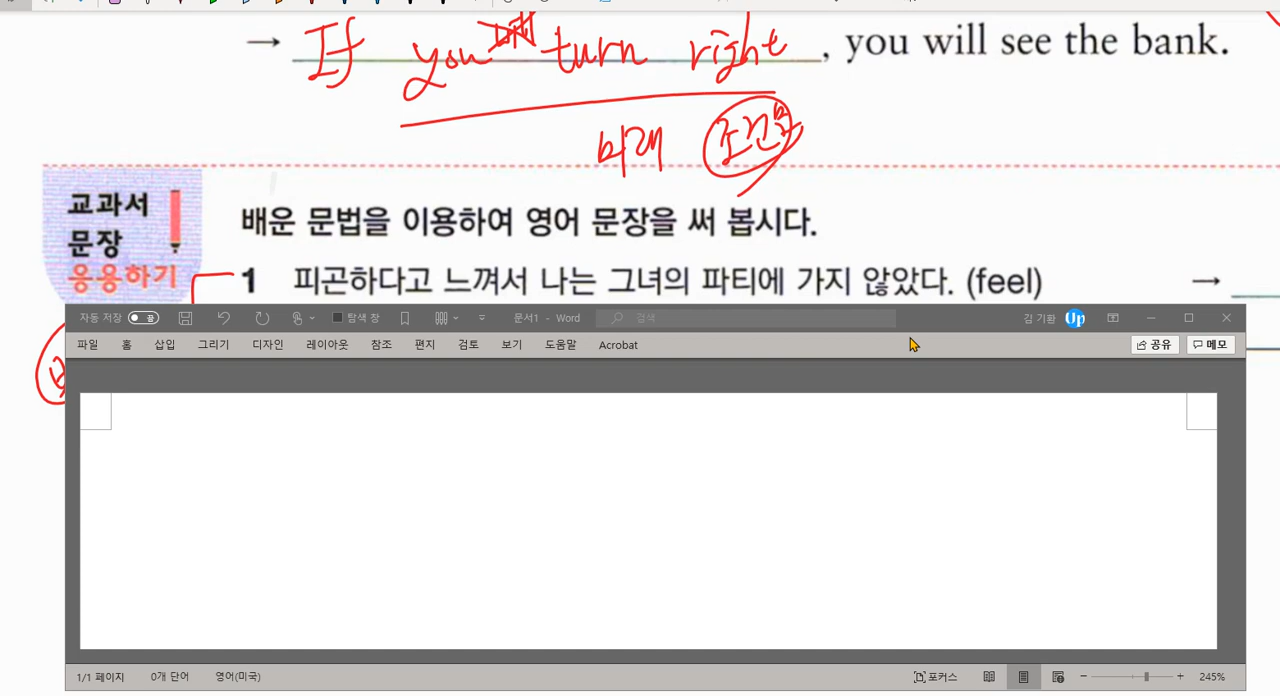 → If you turn right, you will see the bank.
미래 조건문
교과서
문장
응용하기
배운 문법을 이용하여 영어 문장을 써 봅시다.
1 피곤하다고 느껴서 나는 그녀의 파티에 가지 않았다. (feel) →
자동 저장 끔 탐색 창 문서1 - Word 검색 김 기환 Up
파일 홈 삽입 그리기 디자인 레이아웃 참조 편지 검토 보기 도움말 Acrobat 공유 메모
1/1 페이지 0개 단어 영어(미국) 포커스 245%